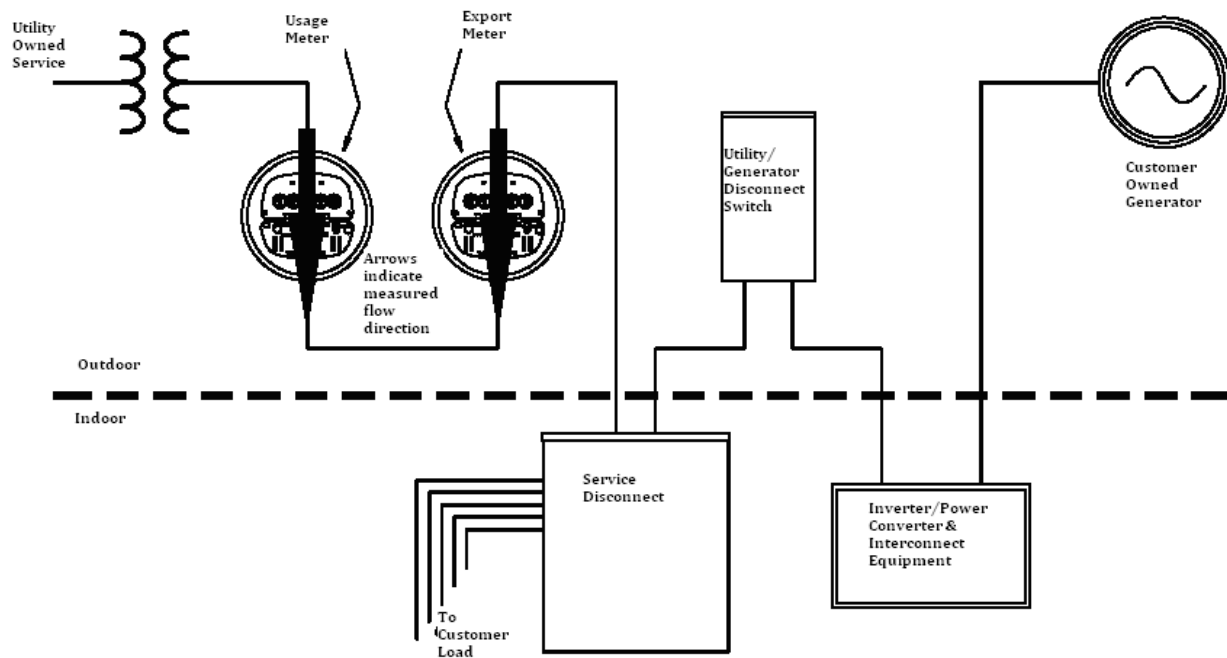 Utility
Owned
Service
Usage
Meter
Export
Meter
Utility/
Generator
Disconnect
Switch
Customer
Owned
Generator
Arrows
indicate
measured
flow
direction
Outdoor
Indoor
Service
Disconnect
Inverter/Power
Converter &
Interconnect
Equipment
To
Customer
Load